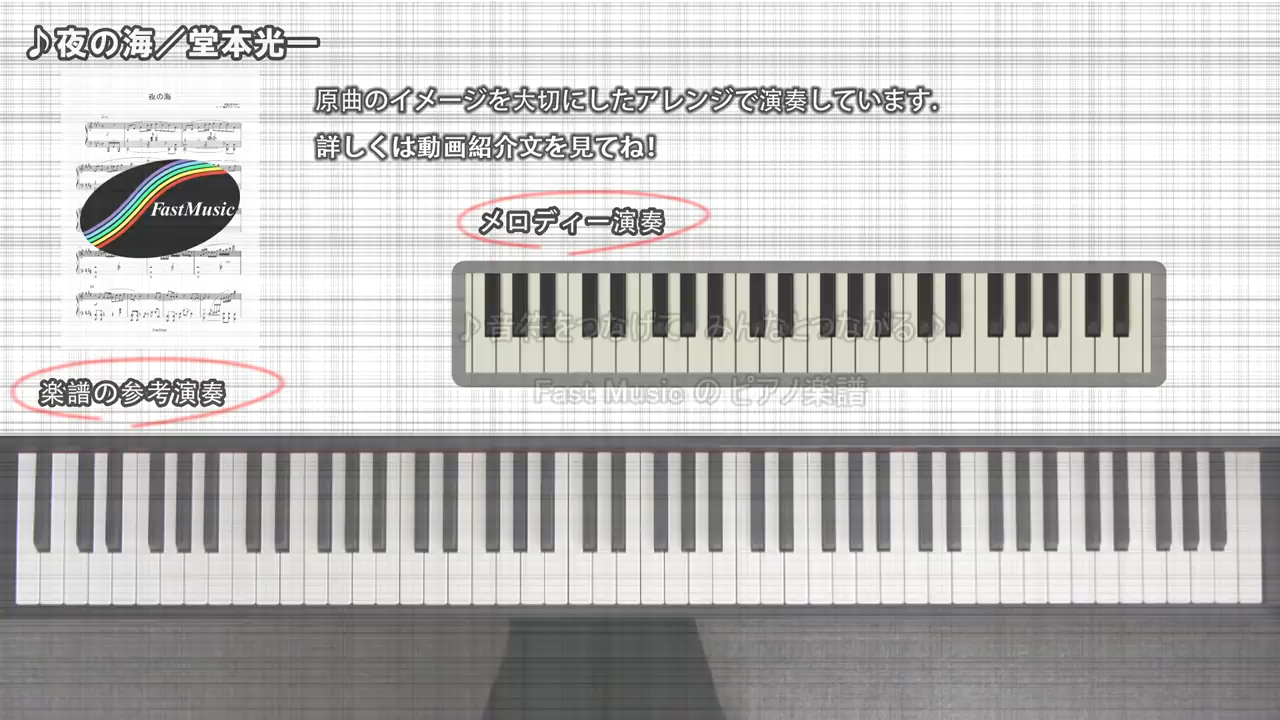 ♪夜の海／堂本光一
夜の海
原曲のイメージを大切にしたアレンジで演奏しています.
詳しくは動画紹介文を見てね!
FastMusic
メロディー演奏
♪音符をつなげて みんなとつながる♪
Fast Music の ピアノ楽譜
楽譜の参考演奏